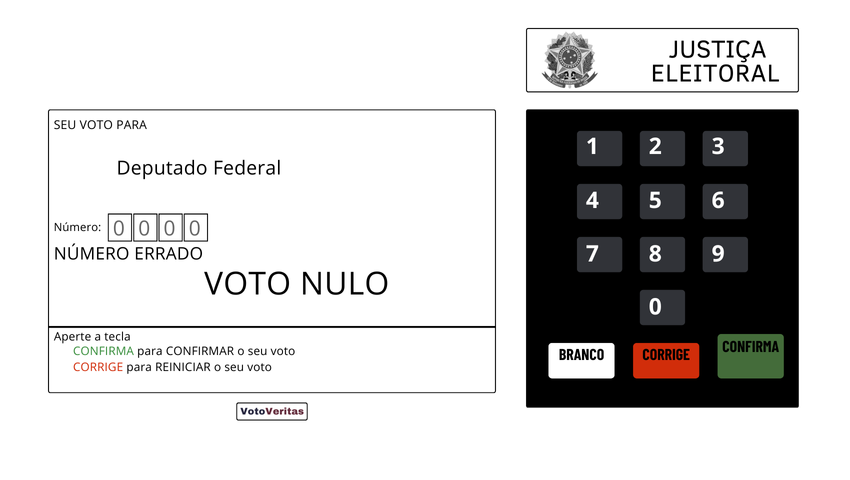 JUSTIÇA
ELEITORAL
SEU VOTO PARA
Deputado Federal
Número: 0 0 0 0
NÚMERO ERRADO
VOTO NULO
Aperte a tecla
CONFIRMA para CONFIRMAR o seu voto
CORRIGE para REINICIAR o seu voto
VotoVeritas
1 2 3
4 5 6
7 8 9
0
BRANCO CORRIGE CONFIRMA